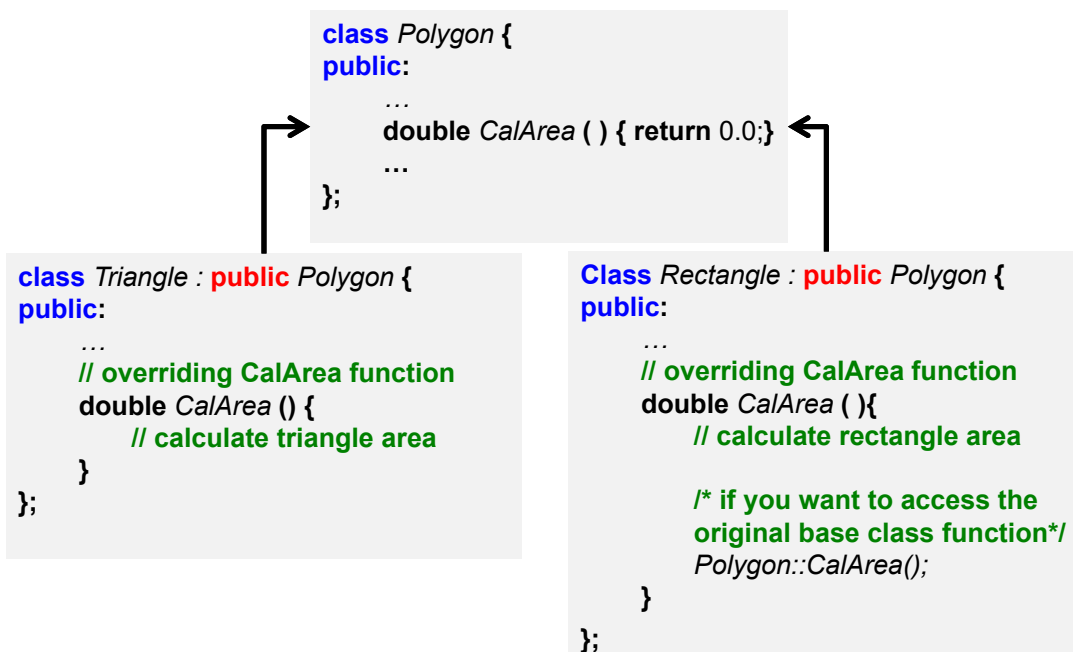 class Polygon {
public:
…
double CalArea ( ) { return 0.0;}
…
};
class Triangle : public Polygon {
public:
…
// overriding CalArea function
double CalArea () {
// calculate triangle area
}
};
Class Rectangle : public Polygon {
public:
…
// overriding CalArea function
double CalArea ( ){
// calculate rectangle area
/* if you want to access the
original base class function*/
Polygon::CalArea();
}
};